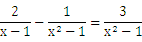 2/(x − 1) − 1/(x² − 1) = 3/(x² − 1)